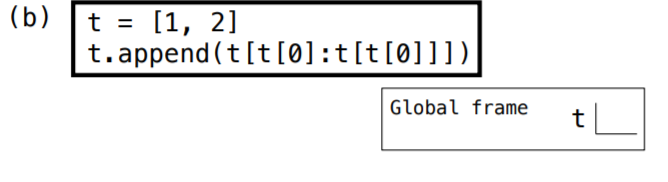 (b)
t = [1, 2]
t.append(t[t[0]:t[t[0]]])
Global frame
t